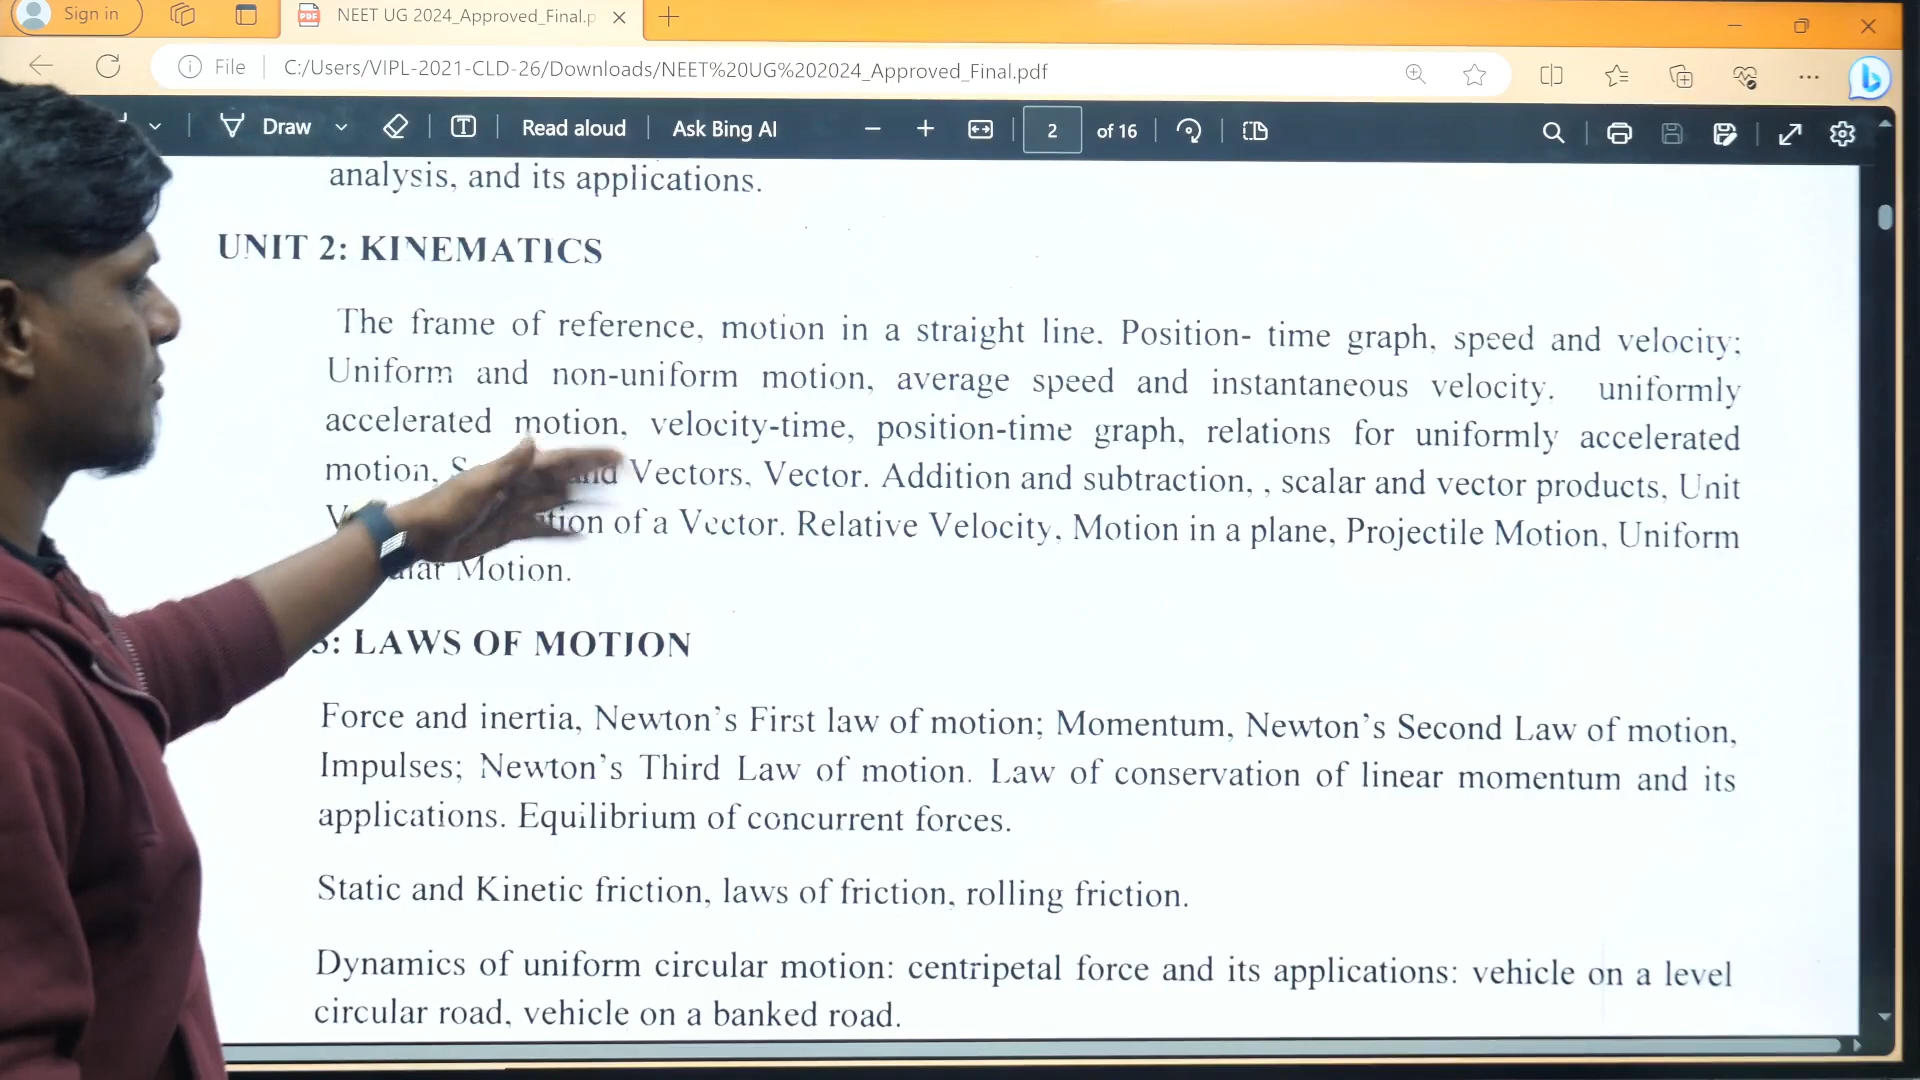 Sign in
NEET UG 2024_Approved_Final.p
File
C:/Users/VIPL-2021-CLD-26/Downloads/NEET%20UG%202024_Approved_Final.pdf
Draw
Read aloud
Ask Bing AI
2
of 16
analysis, and its applications.
UNIT 2: KINEMATICS
The frame of reference, motion in a straight line. Position- time graph, speed and velocity;
Uniform and non-uniform motion, average speed and instantaneous velocity. uniformly
accelerated motion, velocity-time, position-time graph, relations for uniformly accelerated
motion, and Vectors, Vector. Addition and subtraction, , scalar and vector products, Unit
of a Vector. Relative Velocity, Motion in a plane, Projectile Motion, Uniform
Motion.
3: LAWS OF MOTION
Force and inertia, Newton's First law of motion; Momentum, Newton's Second Law of motion,
Impulses; Newton's Third Law of motion. Law of conservation of linear momentum and its
applications. Equilibrium of concurrent forces.
Static and Kinetic friction, laws of friction, rolling friction.
Dynamics of uniform circular motion: centripetal force and its applications: vehicle on a level
circular road, vehicle on a banked road.